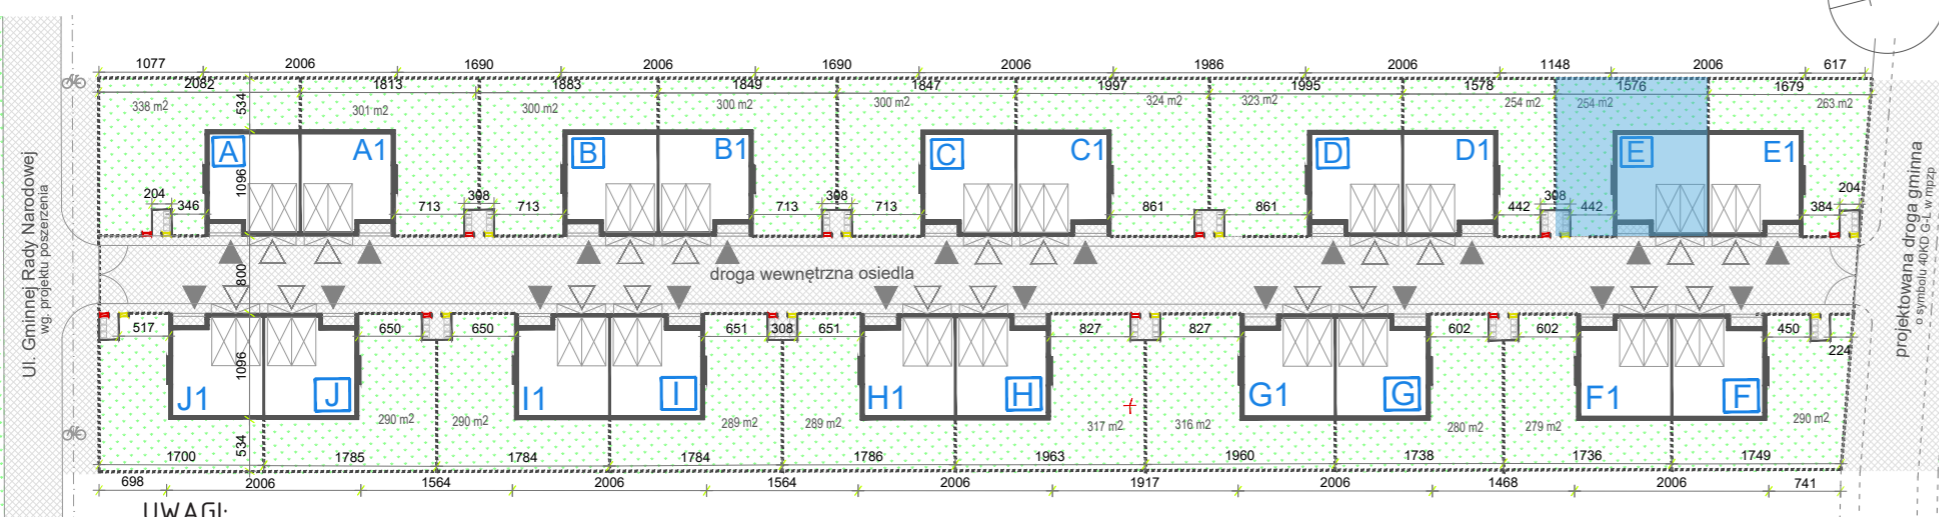 1077 2006 1690 2006 1690 2006 1986 2006 1148 2006 617
2082 1813 1883 1849 1847 1997 1995 1578 1576 1679
338 m2 534 301 m2 300 m2 300 m2 300 m2 324 m2 323 m2 254 m2 254 m2 263 m2
A A1 B B1 C C1 D D1 E E1
1096
204 346 713 308 713 713 308 713 861 861 442 308 442 384 204
Ul. Gminnej Rady Narodowej
wg. projektu poszerzenia
800
droga wewnętrzna osiedla
projektowana droga gminna
o symbolu 40KD G-L w mpzp
517 650 650 651 308 651 827 827 602 602 450 224
1096
J1 J I1 I H1 H G1 G F1 F
290 m2 290 m2 289 m2 289 m2 317 m2 316 m2 280 m2 279 m2 290 m2
534
1700 1785 1784 1784 1786 1963 1960 1738 1736 1749
698 2006 1564 2006 1564 2006 1917 2006 1468 2006 741
UWAGI: